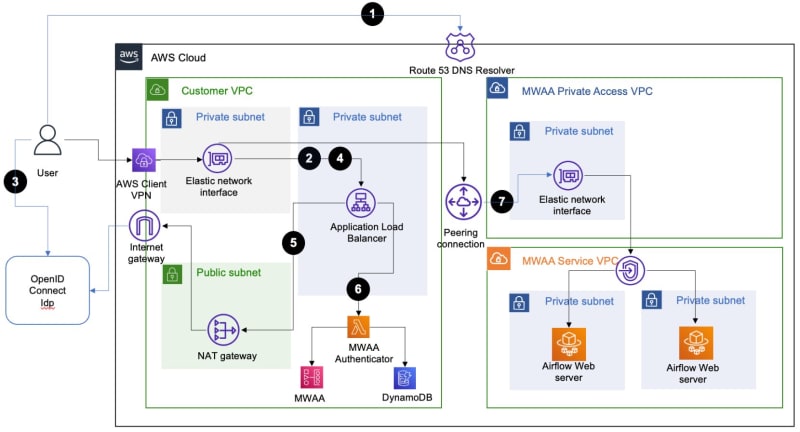 1
aws
AWS Cloud
Route 53 DNS Resolver
Customer VPC
MWAA Private Access VPC
Private subnet
Private subnet
Private subnet
User
2
4
3
AWS Client
VPN
Elastic network
interface
Elastic network
interface
7
Application Load
Balancer
Peering
connection
Internet
gateway
5
MWAA Service VPC
Public subnet
OpenID
Connect
Idp
6
Private subnet
Private subnet
NAT gateway
MWAA
Authenticator
Airflow Web
server
Airflow Web
server
MWAA
DynamoDB